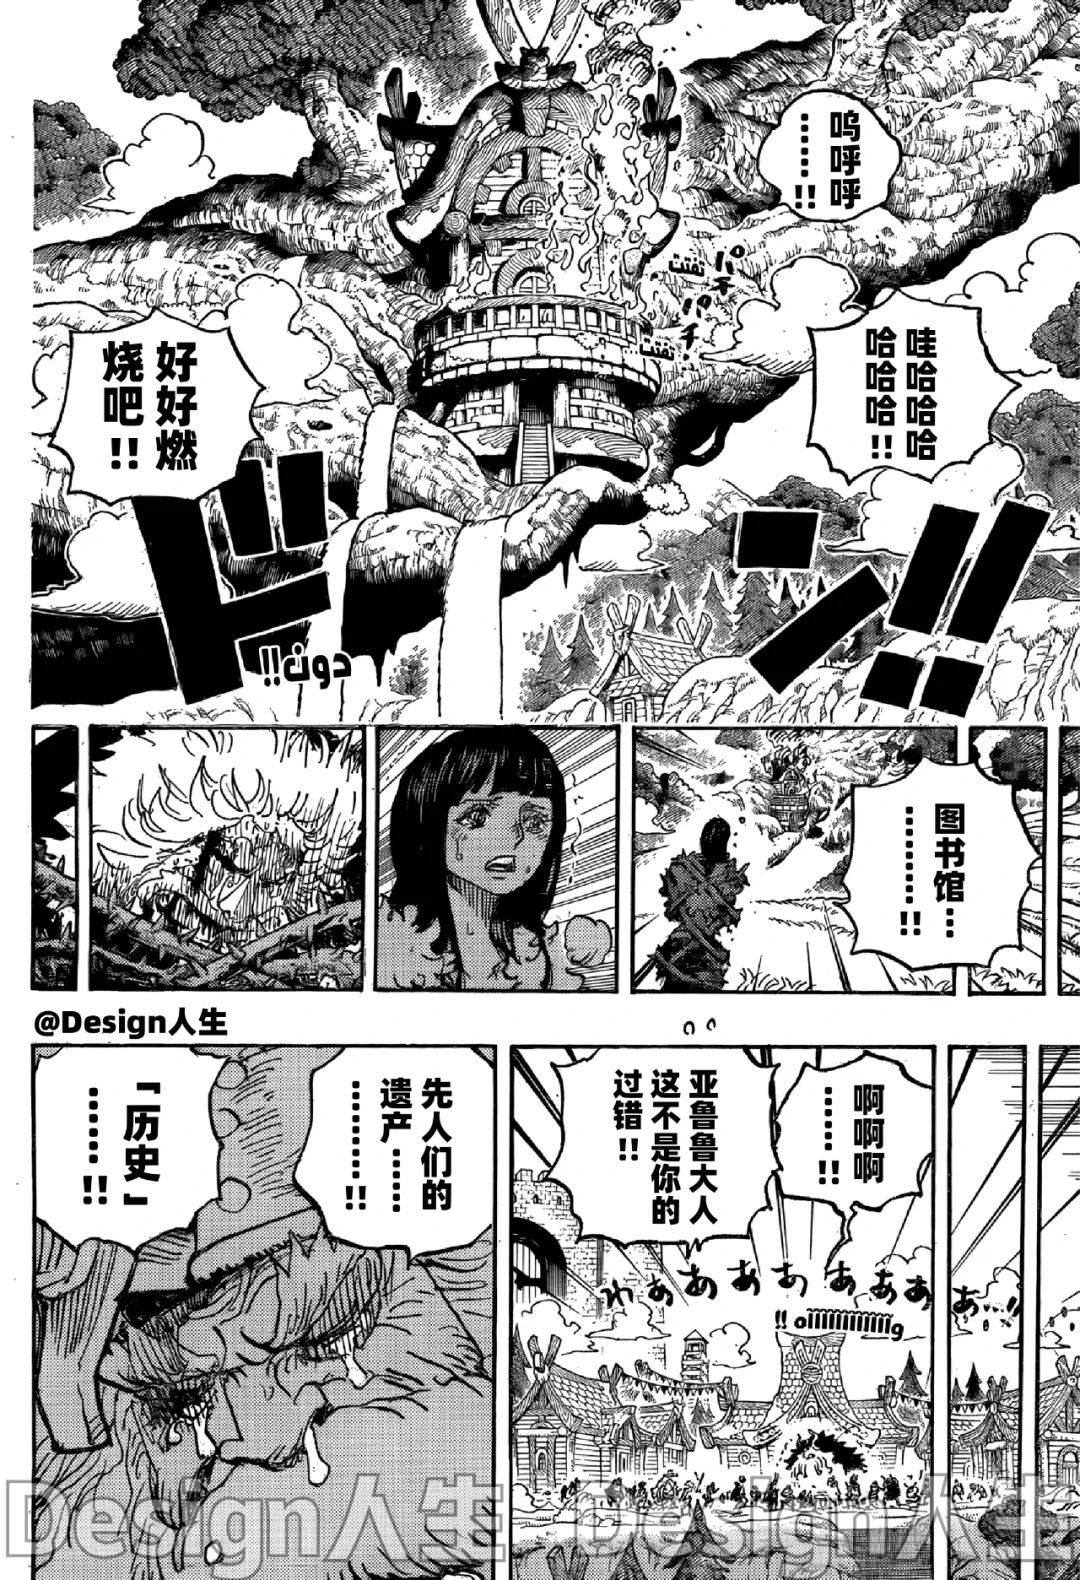 呜呼呼
……!!
哇哈哈哈
哈哈哈!!
好好燃
烧吧!!
パチ
パチ
تفتت
تفتت
ドン!!
دون!!
图书馆…
………!!
@Design人生
啊啊啊
……!!
亚鲁鲁大人
这不是你的
过错!!
わぁああああああぁ…!!
先人们的
遗产……
……!!
「历史」
……!!
Design人生
Design人生